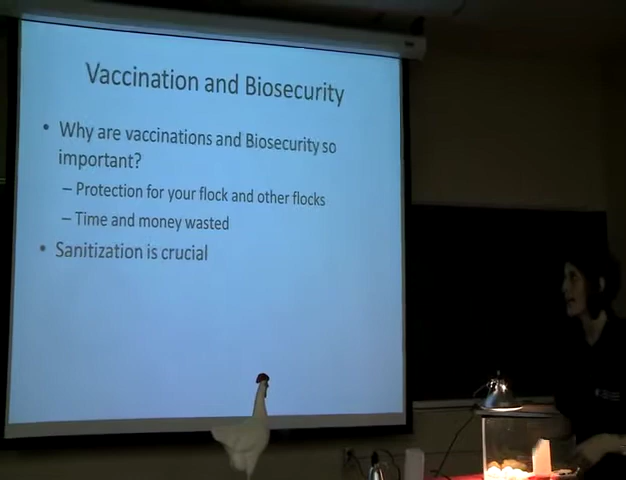 Vaccination and Biosecurity
• Why are vaccinations and Biosecurity so
important?
– Protection for your flock and other flocks
– Time and money wasted
• Sanitization is crucial